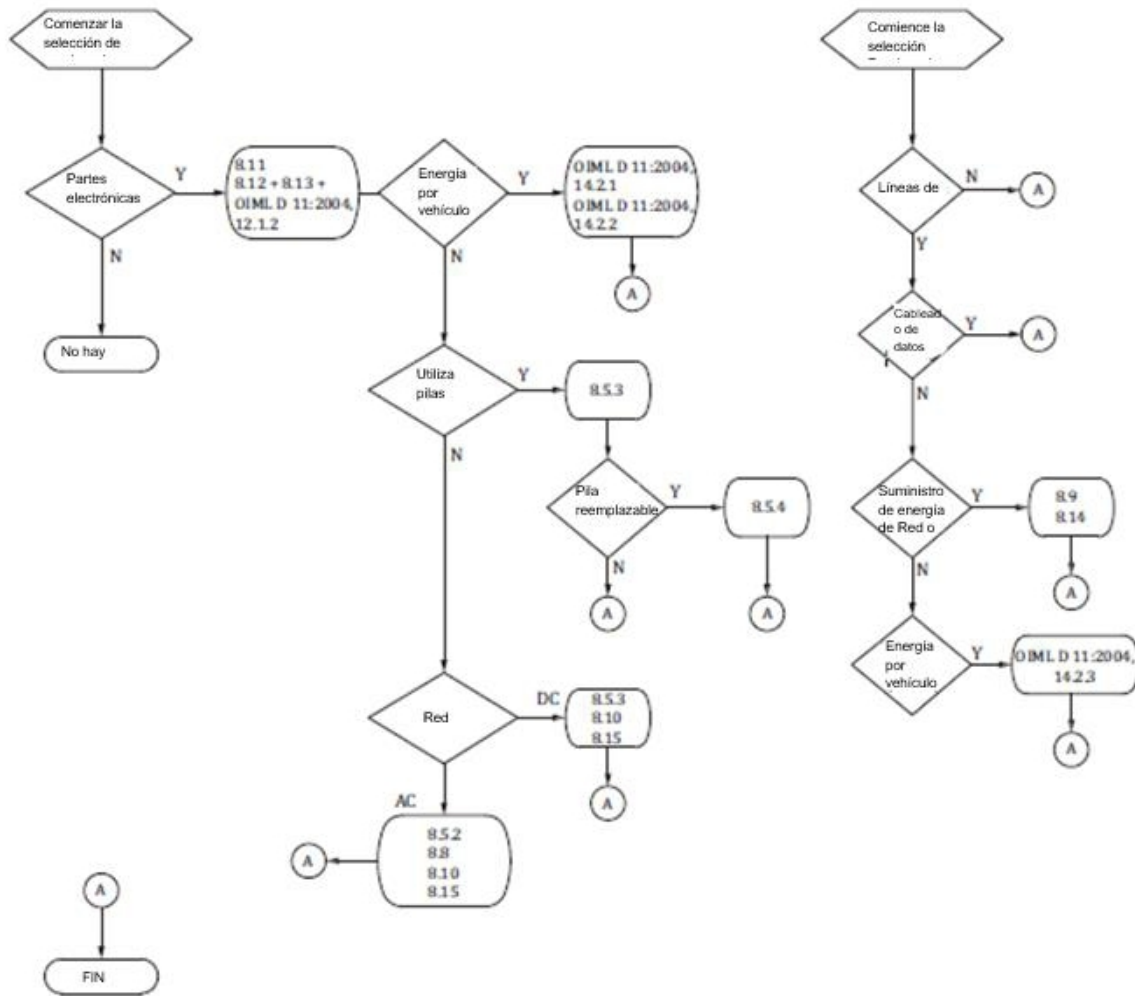 Comenzar la
selección de
Partes
electrónicas
Y
N
No hay
8.11
8.12 + 8.13 +
OIML D 11:2004,
12.1.2
Energía
por
vehículo
Y
N
OIML D 11:2004,
14.2.1
OIML D 11:2004,
14.2.2
A
Utiliza
pilas
Y
N
8.5.3
Pila
reemplazable
Y
N
A
8.5.4
A
Red
DC
8.5.3
8.10
8.15
A
AC
8.5.2
8.8
8.10
8.15
A
A
FIN
Comience la
selección
Líneas de
N
A
Y
Cablead
o de
datos
Y
A
N
Suministro
de energía
de Red o
Y
8.9
8.14
A
N
Energía
por
vehículo
Y
OIML D 11:2004,
14.2.3
A